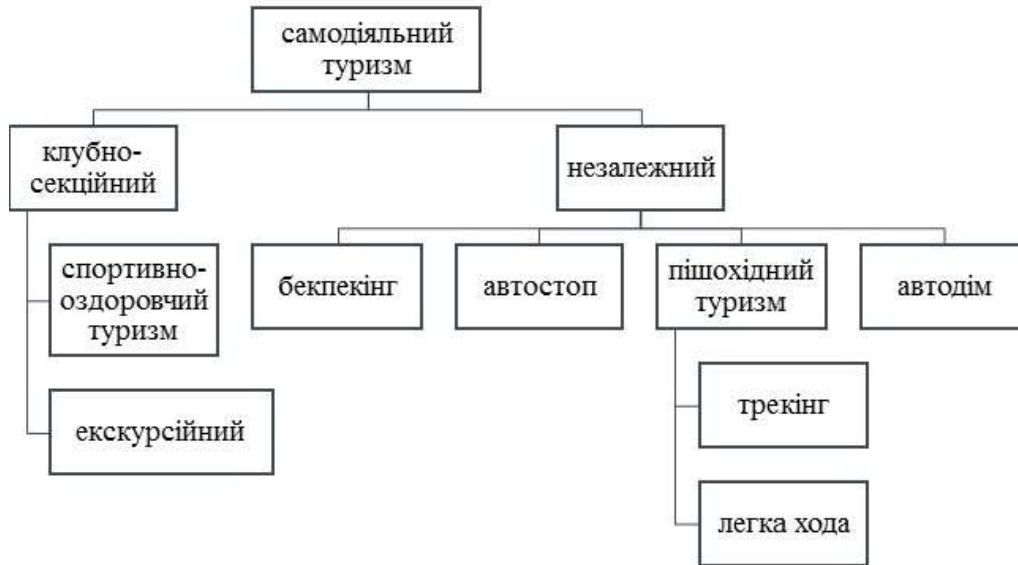 самодіяльний
туризм
клубно-
секційний
незалежний
спортивно-
оздоровчий
туризм
бекпекінг
автостоп
пішохідний
туризм
автодім
екскурсійний
трекінг
легка хода